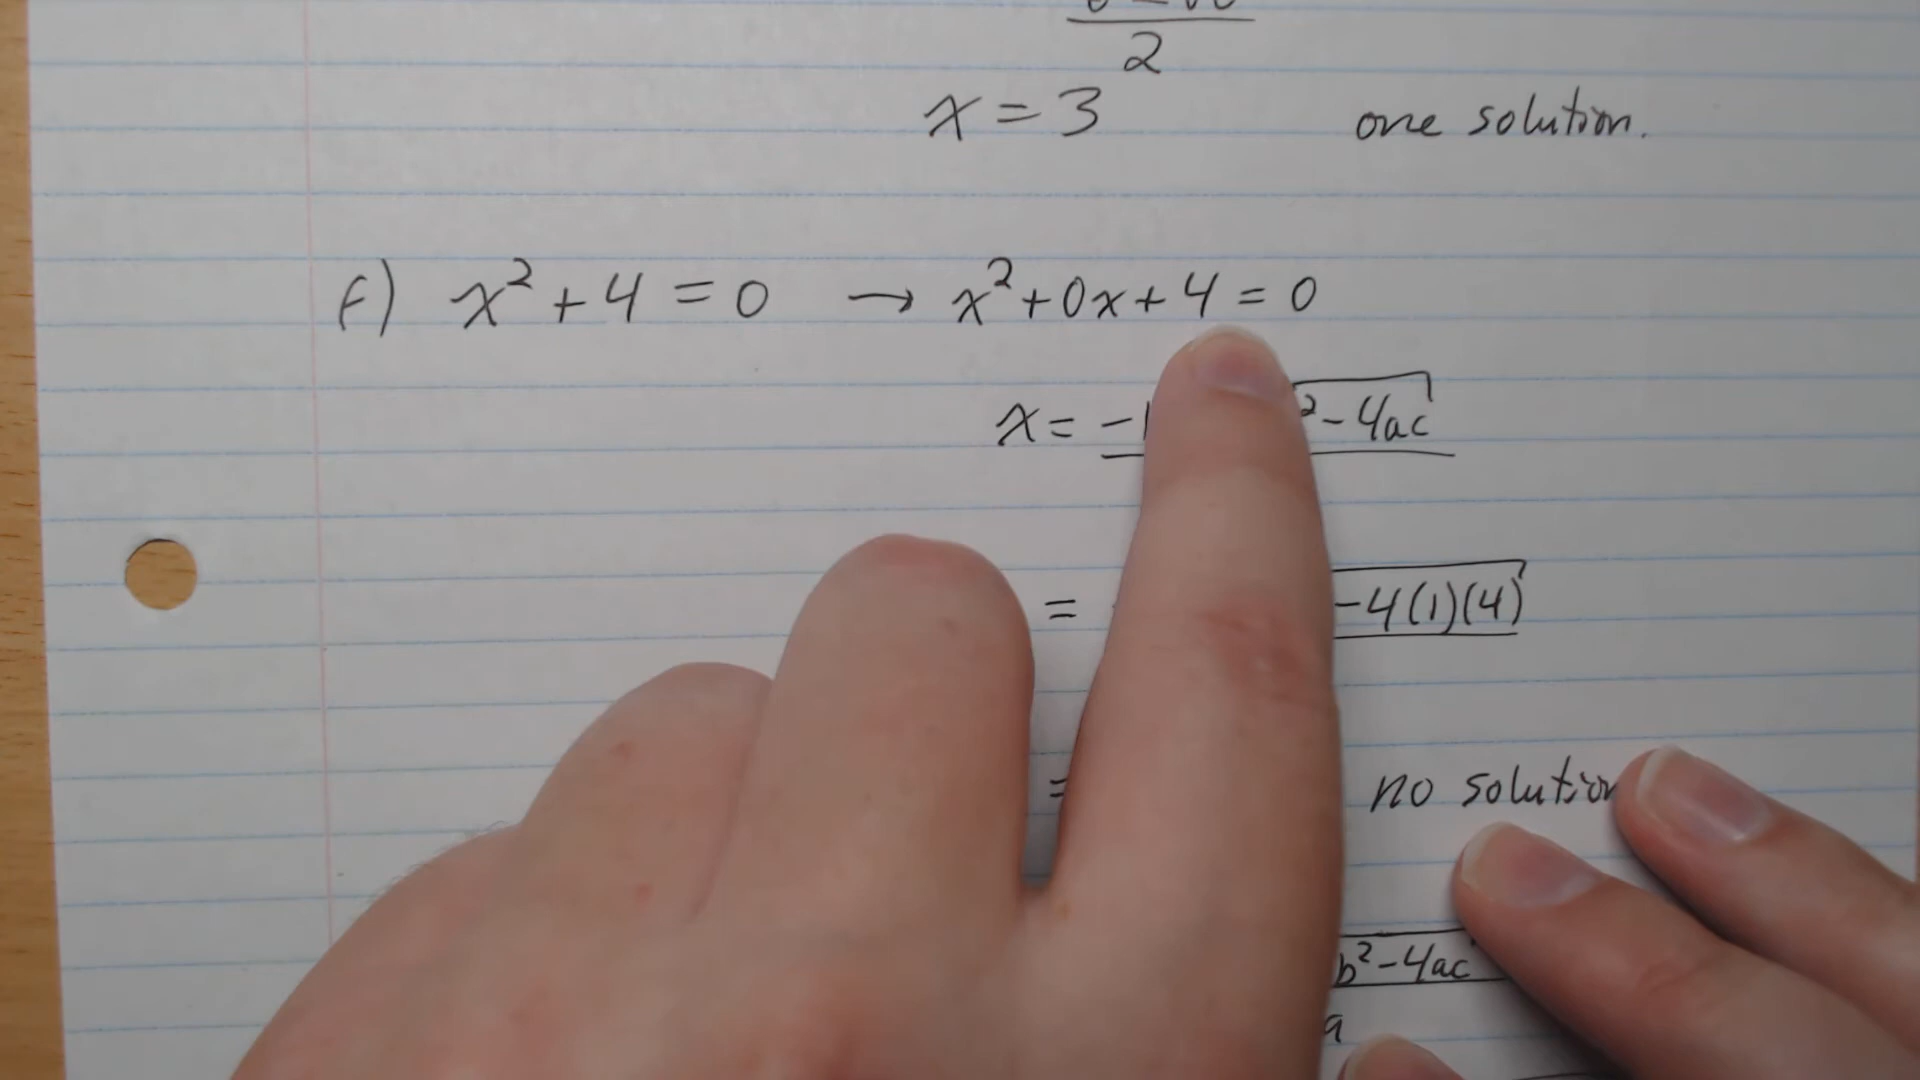 2
x = 3 one solution.
f) x² + 4 = 0 → x² + 0x + 4 = 0
x = - ² - 4ac
= - 4(1)(4)
= no solution
b² - 4ac
a